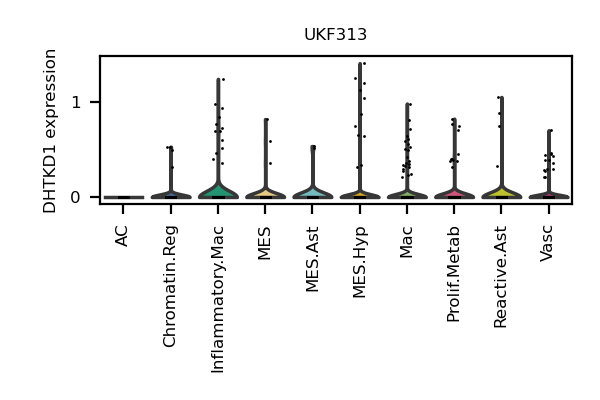 UKF313
DHTKD1 expression
1
0
AC
Chromatin.Reg
Inflammatory.Mac
MES
MES.Ast
MES.Hyp
Mac
Prolif.Metab
Reactive.Ast
Vasc